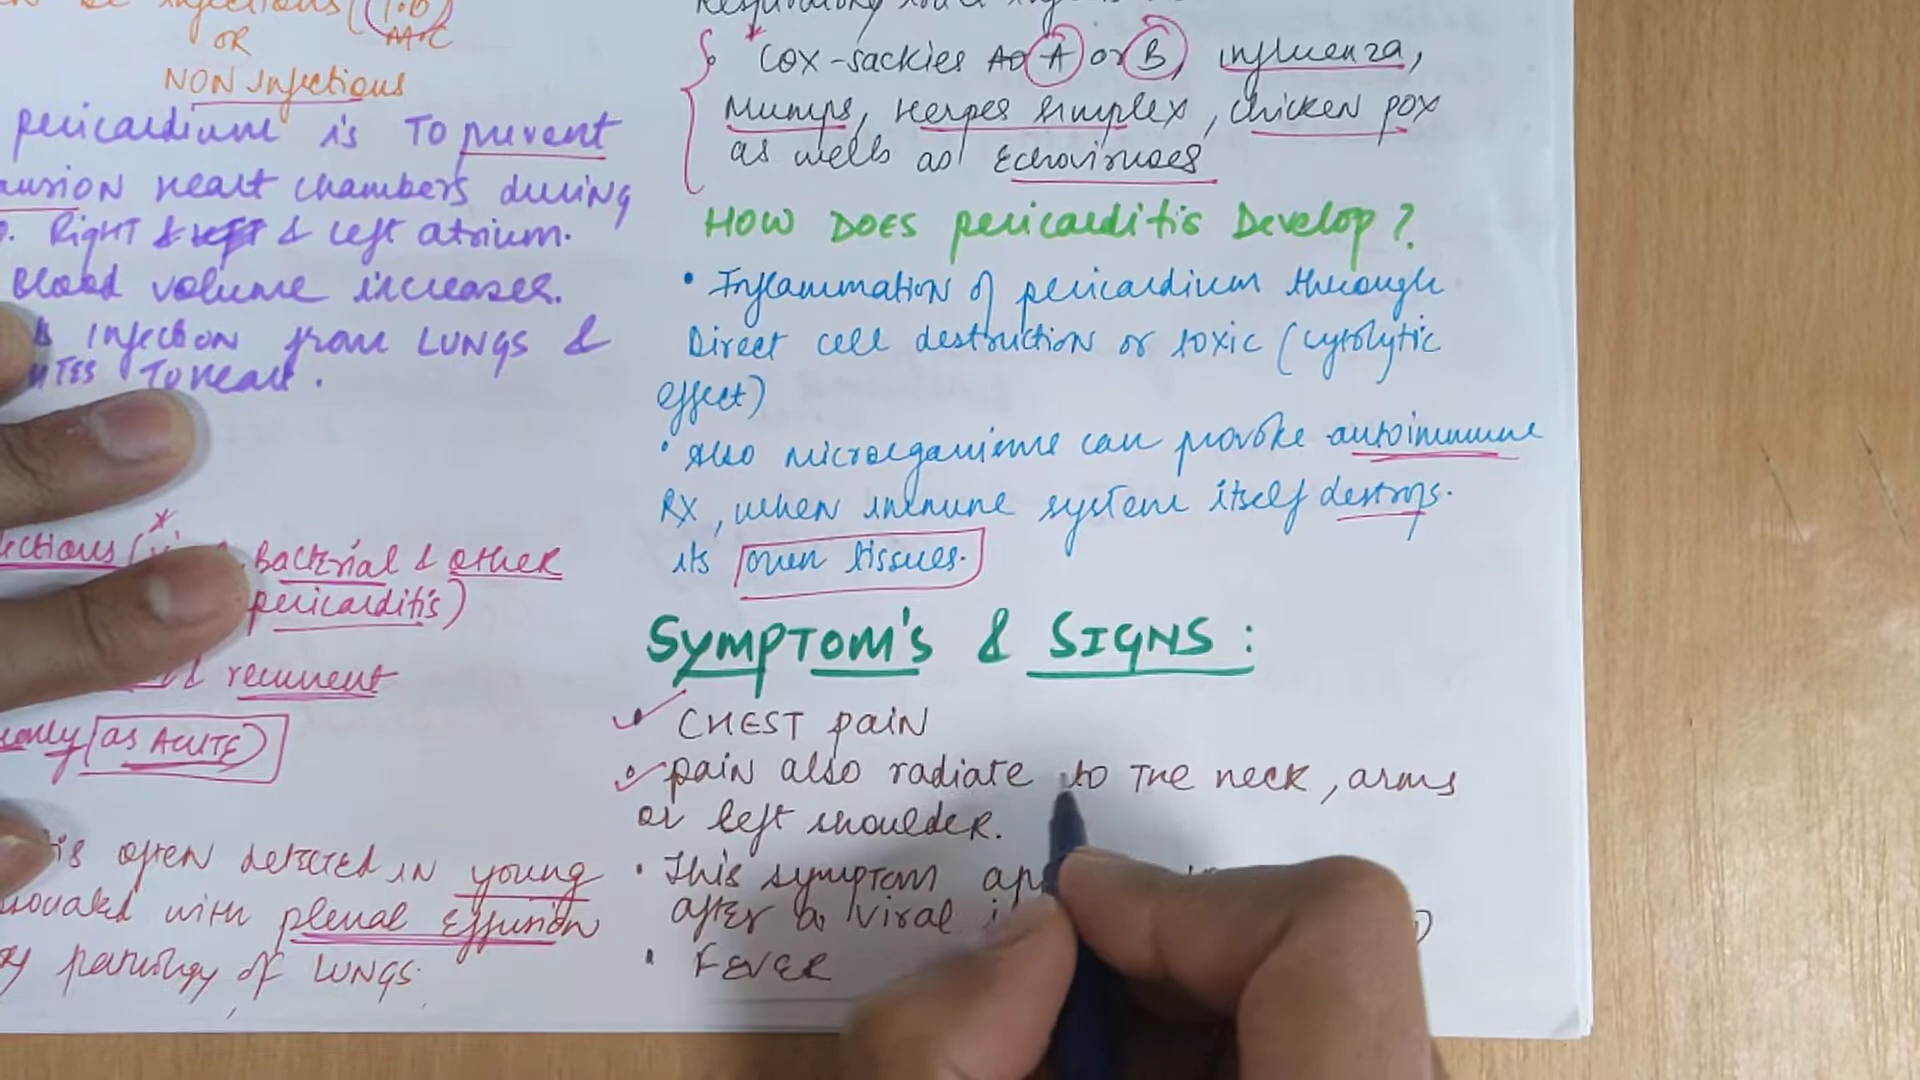 OR
NON Infectious
pericardium is To prevent
heart chambers during
Right & left & left atrium.
Blood volume increases.
Infection from LUNGS &
To heart.
Bacterial & other
pericarditis)
& recurrent
(as ACUTE)
is often detected in young
with pleural Effusion
of LUNGS.
* Cox-sackies A or B, influenza,
Mumps, Herpes simplex, chicken pox
as wells as Echoviruses
HOW DOES pericarditis Develop?
• Inflammation of pericardium through
Direct cell destruction or toxic (cytolytic
effect)
• Also microorganisms can provoke autoimmune
RX, when immune system itself destroys.
its own tissues.
SYMPTOM'S & SIGNS:
CHEST pain
• pain also radiate to The neck, arms
or left shoulder.
• This symptom
after a viral
• FEVER